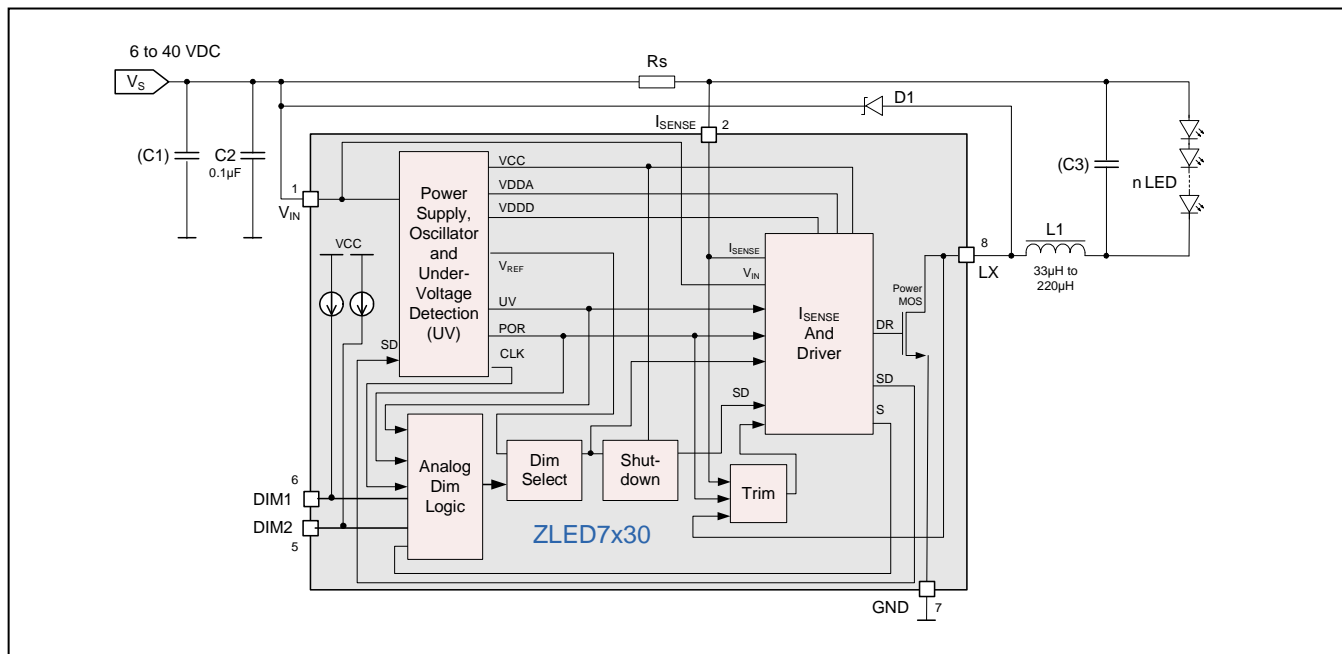 6 to 40 VDC
VS
Rs
D1
ISENSE
2
(C1)
C2
0.1µF
(C3)
n LED
1
VIN
Power
Supply,
Oscillator
and
Under-
Voltage
Detection
(UV)
VCC
VDDA
VDDD
VREF
UV
POR
CLK
SD
VCC
ISENSE
VIN
ISENSE
And
Driver
SD
DR
SD
S
Power
MOS
8
LX
L1
33µH to
220µH
Analog
Dim
Logic
Dim
Select
Shut-
down
Trim
6
DIM1
DIM2
5
ZLED7x30
GND
7